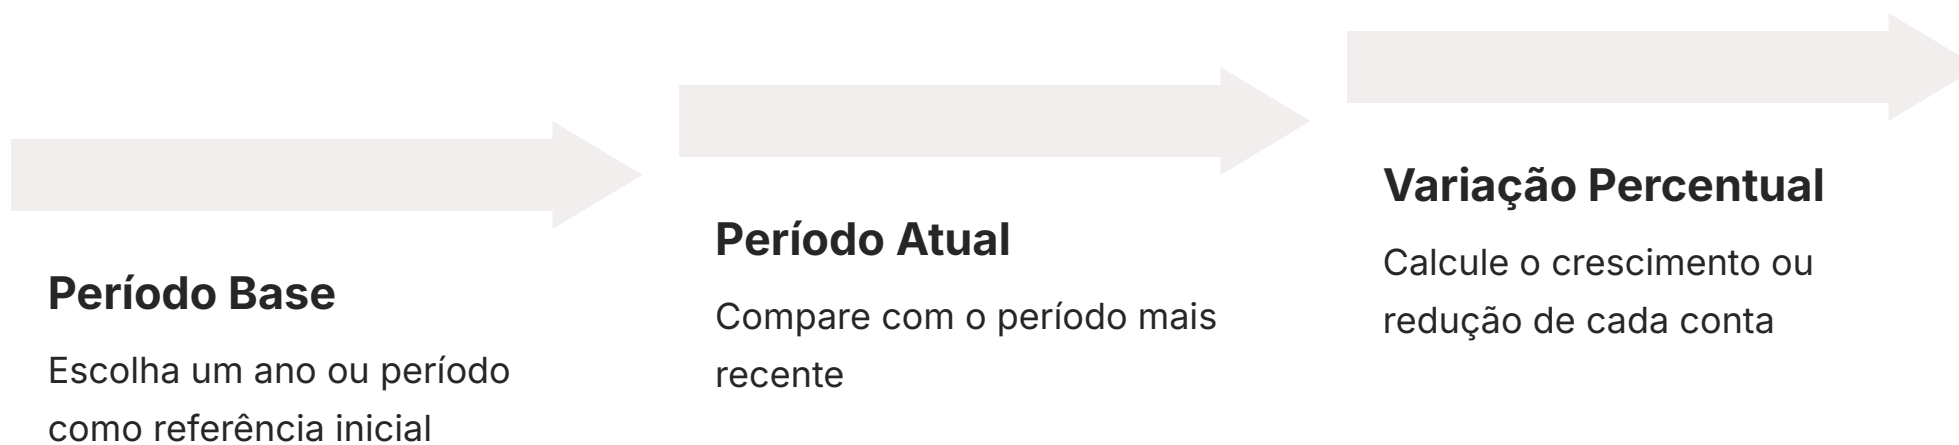 Período Base
Escolha um ano ou período
como referência inicial
Período Atual
Compare com o período mais
recente
Variação Percentual
Calcule o crescimento ou
redução de cada conta